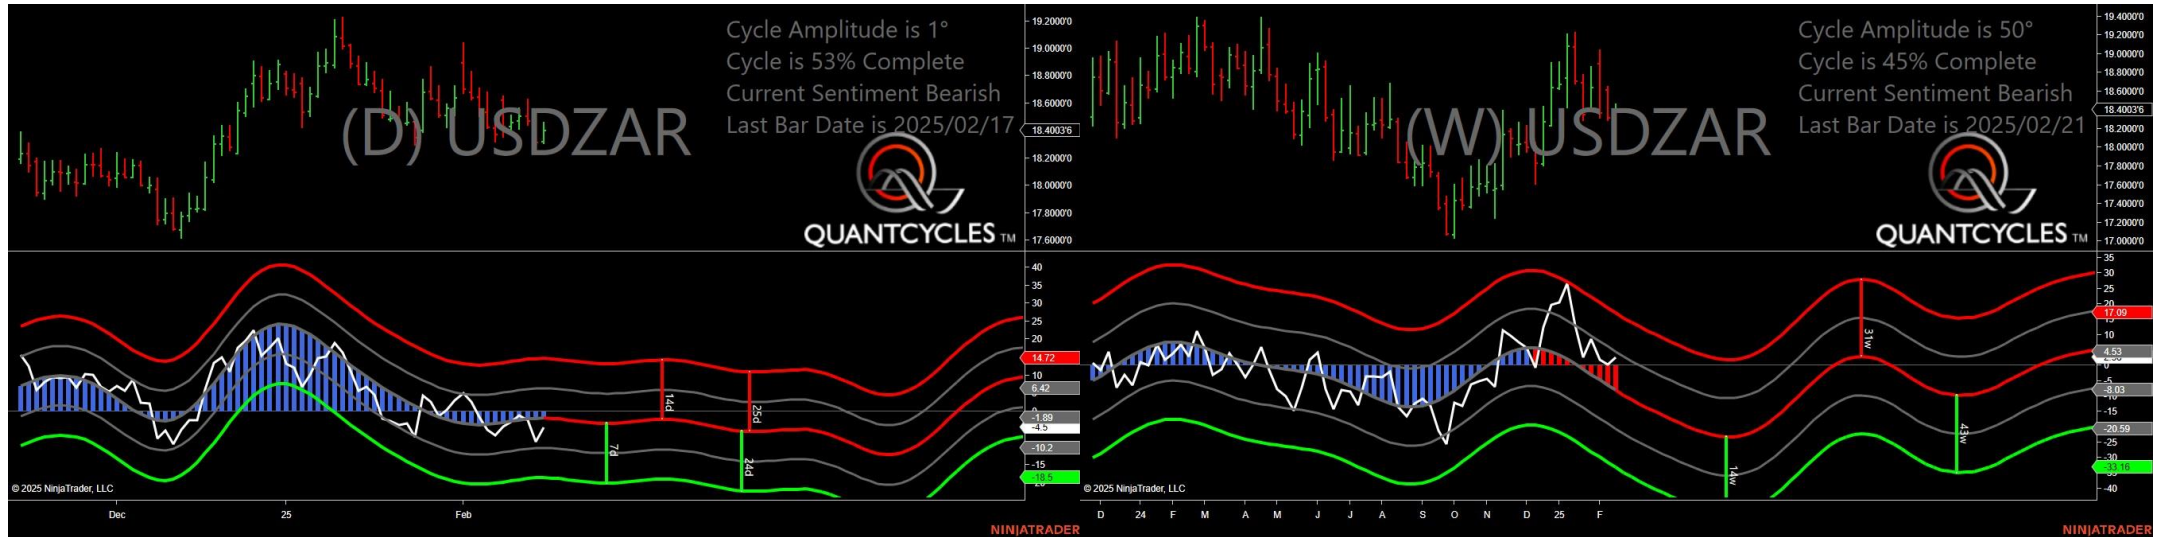 Cycle Amplitude is 1°
Cycle is 53% Complete
Current Sentiment Bearish
Last Bar Date is 2025/02/17
(D) USDZAR
QUANTCYCLES TM
19.2000'0
19.0000'0
18.8000'0
18.6000'0
18.4003'6
18.2000'0
18.0000'0
17.8000'0
17.6000'0
40
35
30
25
20
14.72
10
6.42
-1.89
-4.5
-10.2
-15
-18.5
14d
25d
7d
24d
© 2025 NinjaTrader, LLC
Dec
25
Feb
NINJATRADER
Cycle Amplitude is 50°
Cycle is 45% Complete
Current Sentiment Bearish
Last Bar Date is 2025/02/21
(W) USDZAR
QUANTCYCLES TM
19.4000'0
19.2000'0
19.0000'0
18.8000'0
18.6000'0
18.4003'6
18.2000'0
18.0000'0
17.8000'0
17.6000'0
17.4000'0
17.2000'0
17.0000'0
35
30
25
20
17.09
10
4.53
0
-5
-8.03
-15
-20.59
-25
-30
-33.16
-40
31w
43w
14w
© 2025 NinjaTrader, LLC
D
24
F
M
A
M
J
J
A
S
O
N
D
25
F
NINJATRADER